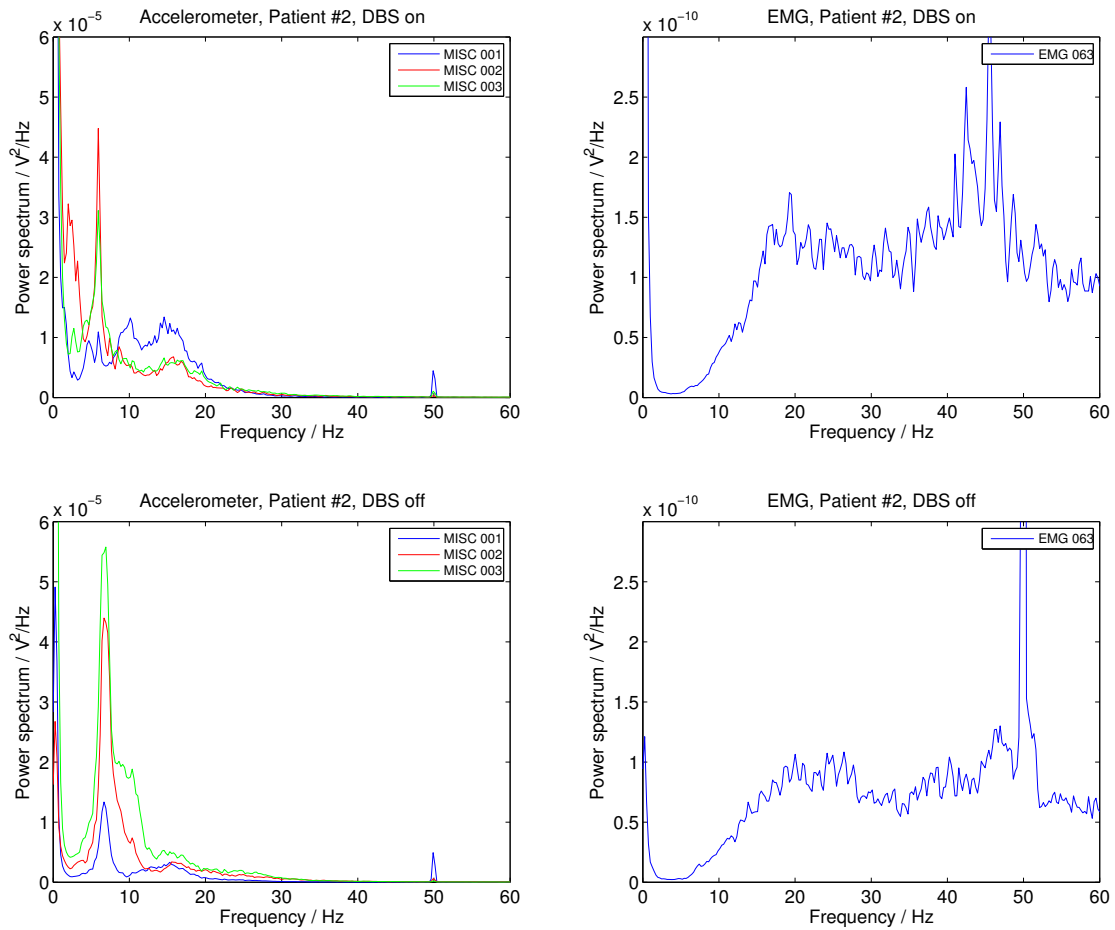 Accelerometer, Patient #2, DBS on
x 10⁻⁵
6
5
4
3
2
1
0
Power spectrum / V²/Hz
MISC 001
MISC 002
MISC 003
0 10 20 30 40 50 60
Frequency / Hz
EMG, Patient #2, DBS on
x 10⁻¹⁰
2.5
2
1.5
1
0.5
0
Power spectrum / V²/Hz
EMG 063
0 10 20 30 40 50 60
Frequency / Hz
Accelerometer, Patient #2, DBS off
x 10⁻⁵
6
5
4
3
2
1
0
Power spectrum / V²/Hz
MISC 001
MISC 002
MISC 003
0 10 20 30 40 50 60
Frequency / Hz
EMG, Patient #2, DBS off
x 10⁻¹⁰
2.5
2
1.5
1
0.5
0
Power spectrum / V²/Hz
EMG 063
0 10 20 30 40 50 60
Frequency / Hz